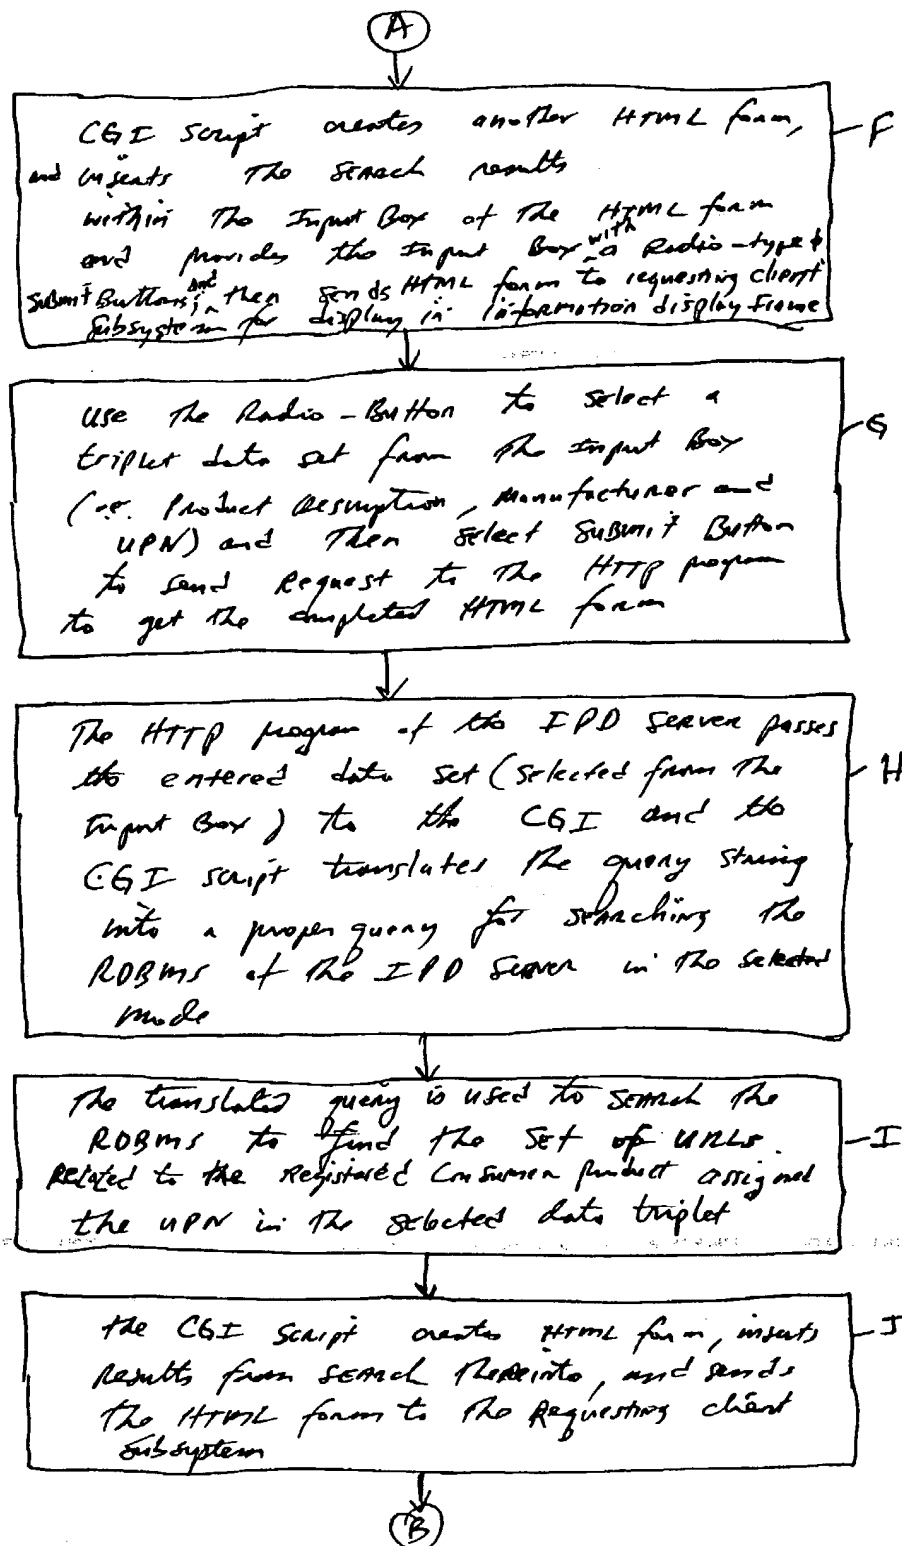 A
CGI Script creates another HTML form,
and inserts The Search results
within The Input Box of The HTML form
and provides the Input Box with a Radio-type &
Submit Buttons; and then sends HTML form to requesting client
Subsystem for display in information display frame
F
use The Radio-Button to select a
triplet data set from The Input Box
(i.e. Product Description, Manufacturer and
UPN) and Then select Submit Button
to send Request to The HTTP program
to get the completed HTML form
G
The HTTP program of the IPD Server passes
the entered data set (selected from The
Input Box) to the CGI and the
CGI script translates The query string
into a proper query for searching the
RDBMS of The IPD Server in The selected
mode
H
The translated query is used to search The
RDBMS to find the set of URLs
Related to the Registered Consumer product assigned
the UPN in The selected data triplet
I
the CGI Script creates HTML form, inserts
Results from search thereinto, and sends
The HTML form to The Requesting client
subsystem
J
B